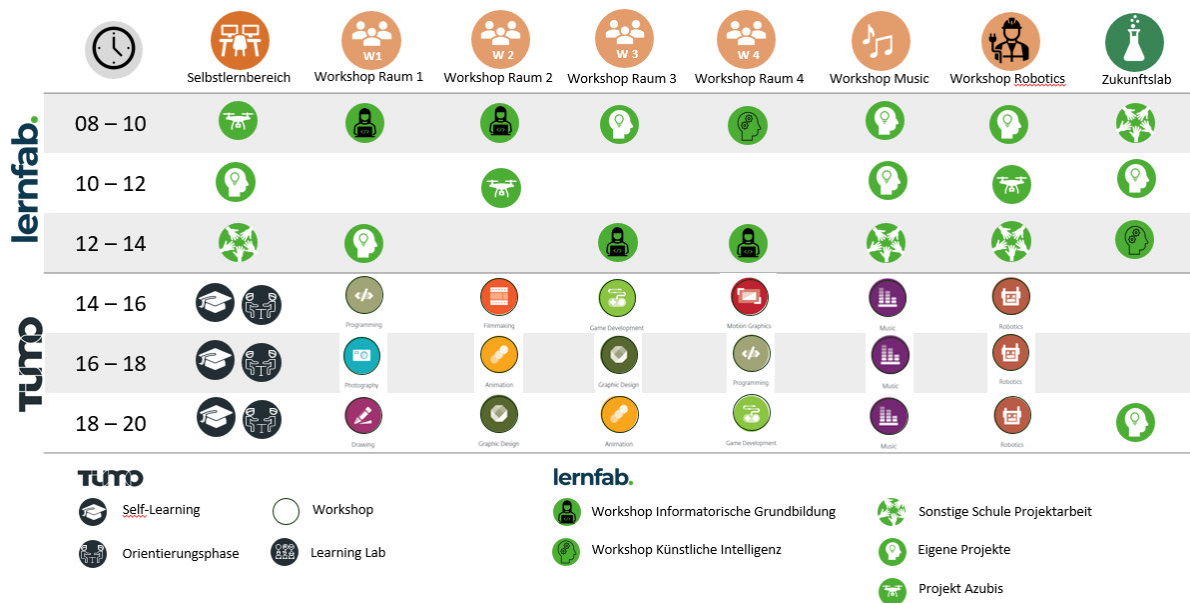 W1
W 2
W 3
W 4
Selbstlernbereich
Workshop Raum 1
Workshop Raum 2
Workshop Raum 3
Workshop Raum 4
Workshop Music
Workshop Robotics
Zukunftslab
lernfab.
08 – 10
10 – 12
12 – 14
TUMO
14 – 16
Programming
Filmmaking
Game Development
Motion Graphics
Music
Robotics
16 – 18
Photography
Animation
Graphic Design
Programming
Music
Robotics
18 – 20
Drawing
Graphic Design
Animation
Game Development
Music
Robotics
TUMO
Self-Learning
Workshop
Orientierungsphase
Learning Lab
lernfab.
Workshop Informatorische Grundbildung
Sonstige Schule Projektarbeit
Workshop Künstliche Intelligenz
Eigene Projekte
Projekt Azubis